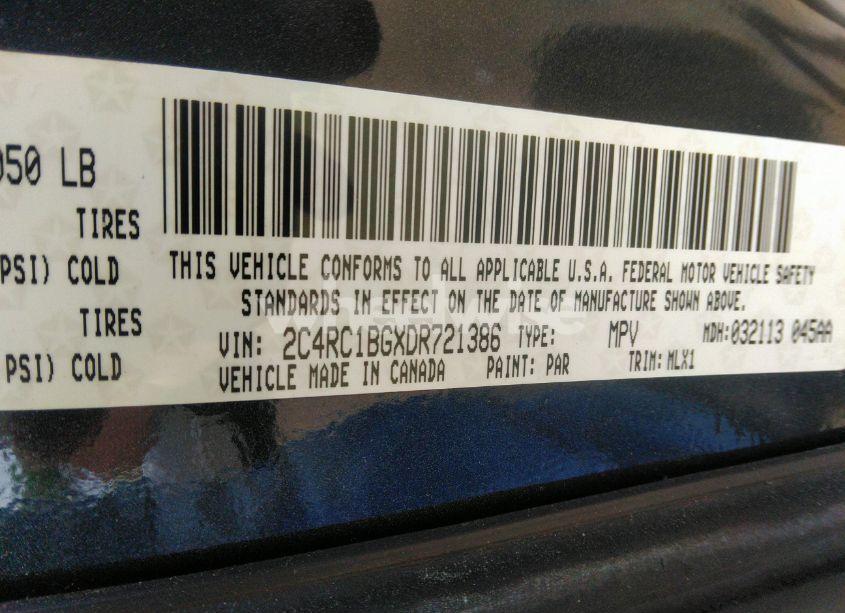 050 LB
TIRES
PSI) COLD
TIRES
PSI) COLD
THIS VEHICLE CONFORMS TO ALL APPLICABLE U.S.A. FEDERAL MOTOR VEHICLE SAFETY
STANDARDS IN EFFECT ON THE DATE OF MANUFACTURE SHOWN ABOVE.
VIN: 2C4RC1BGXDR721386 TYPE: MPV MDH:032113 045AA
VEHICLE MADE IN CANADA PAINT: PAR TRIM: MLX1